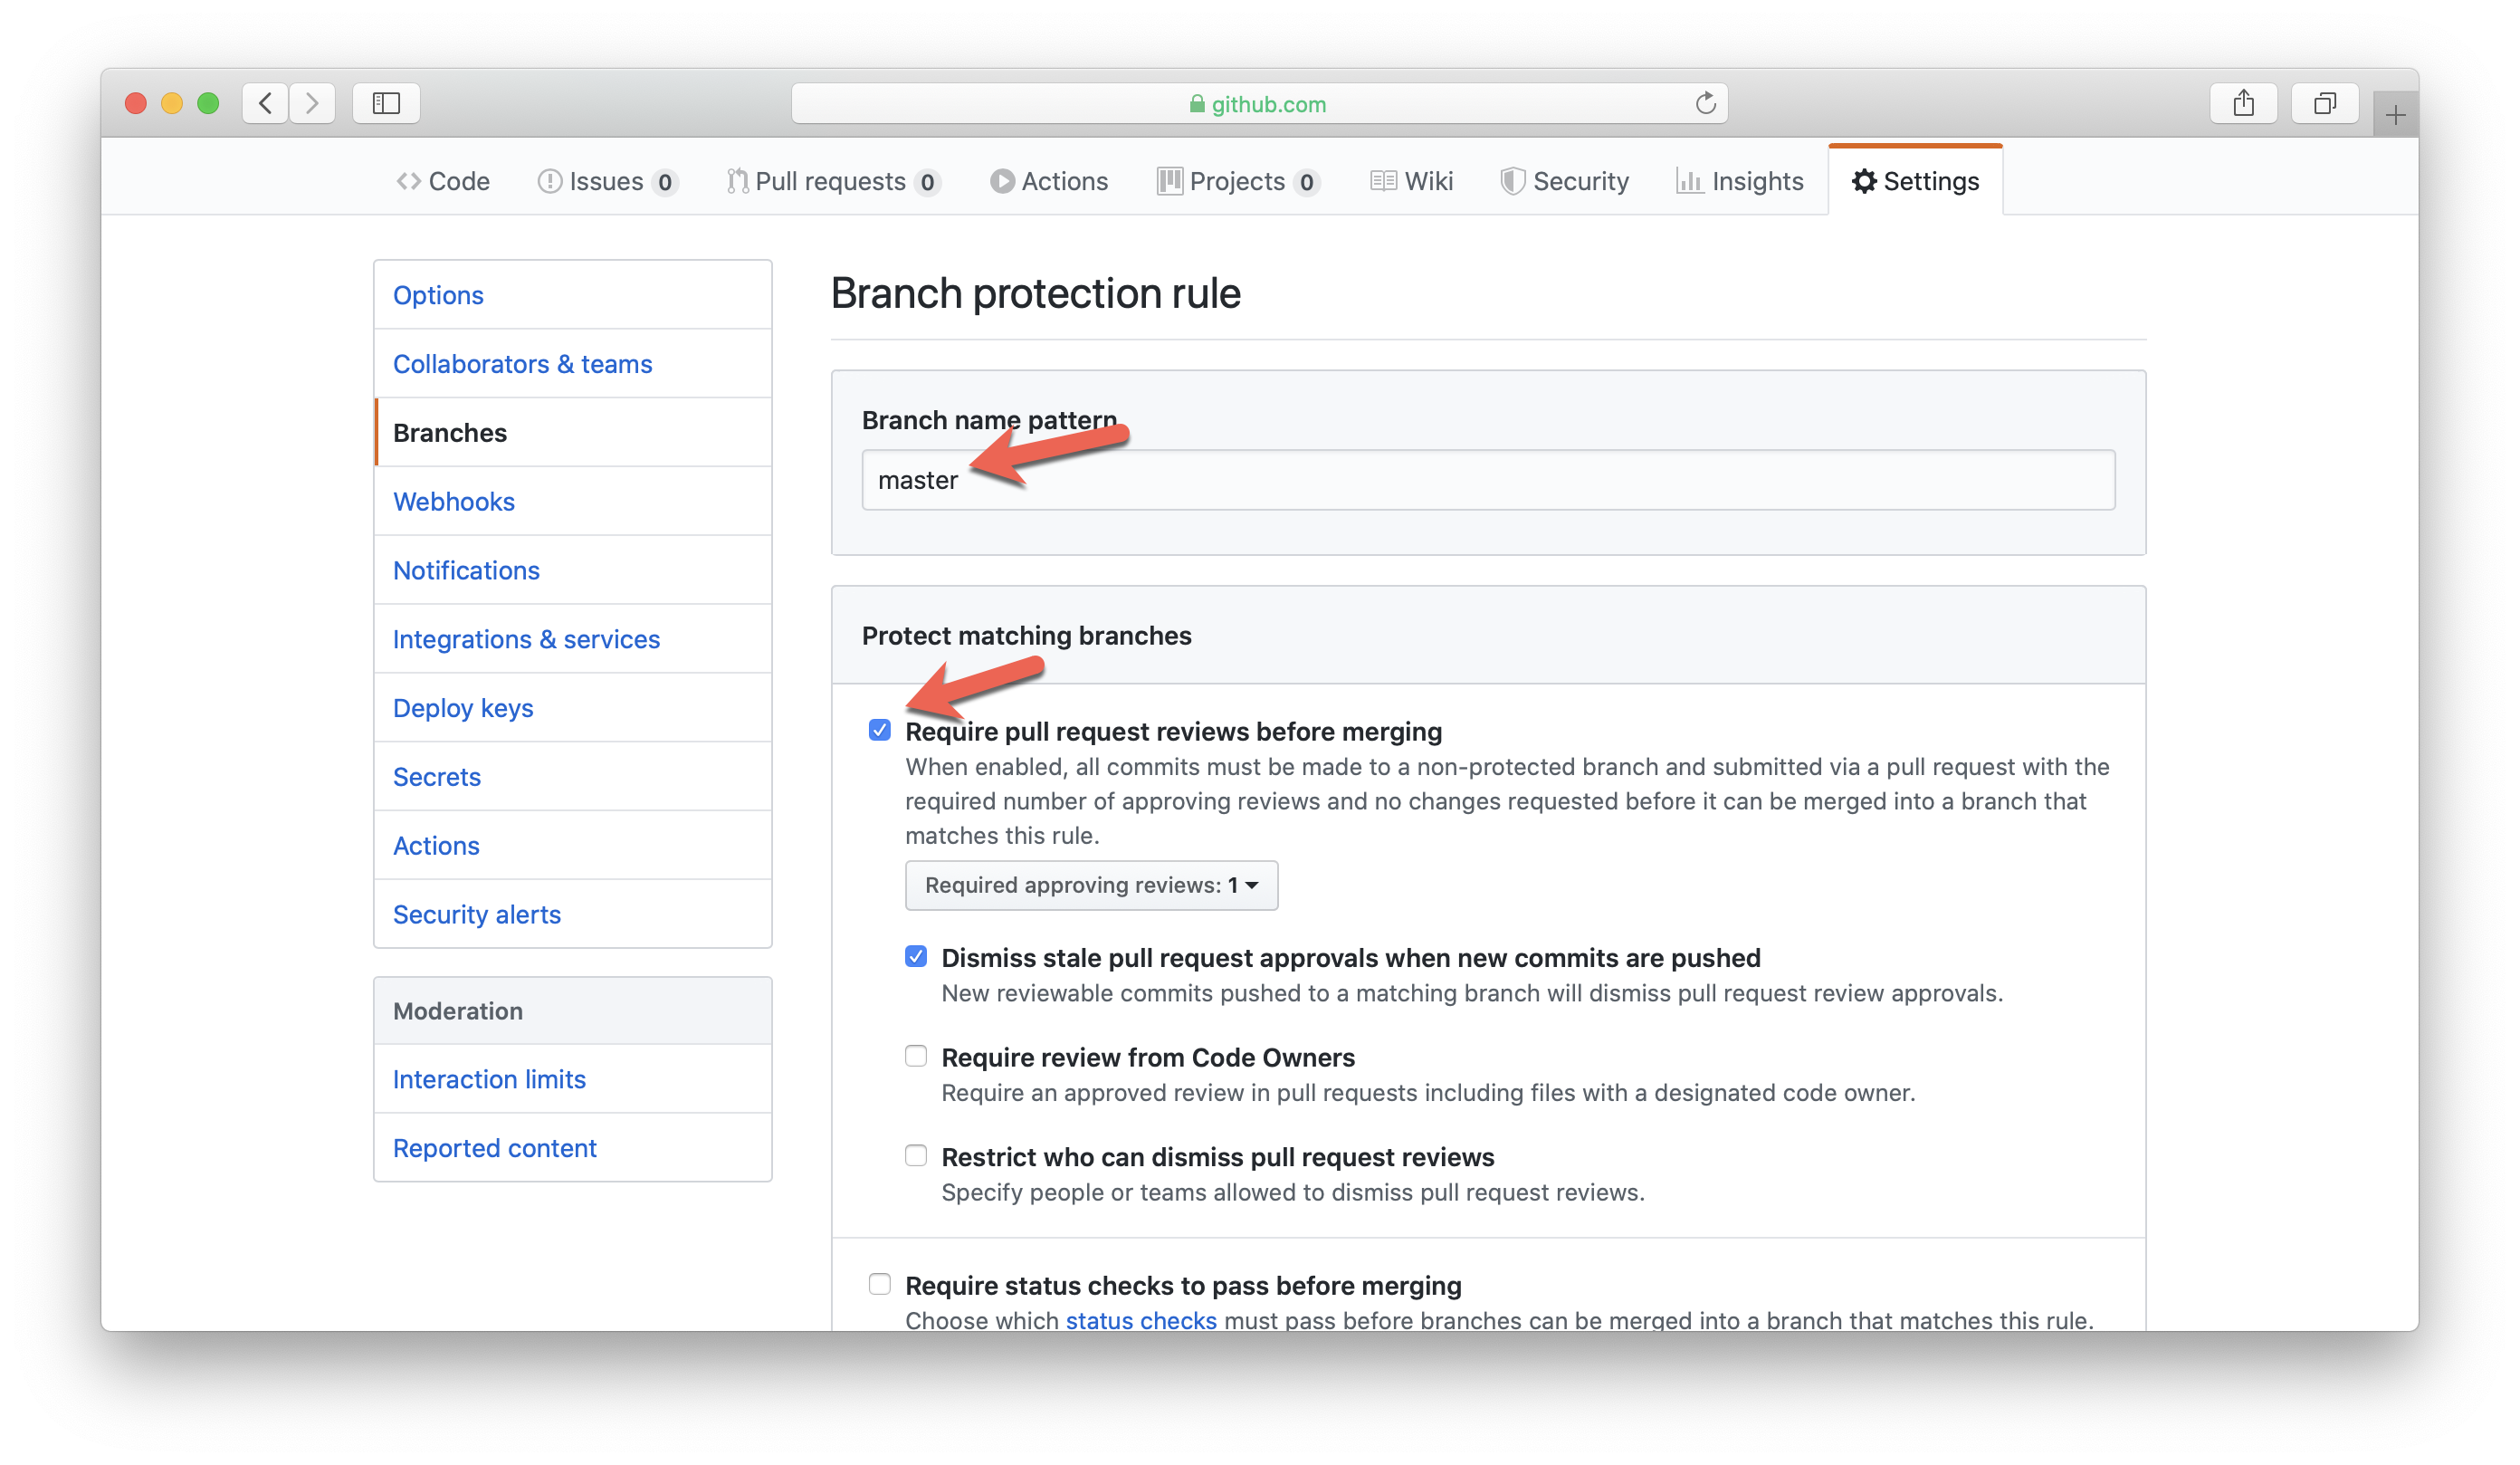 github.com
Code Issues 0 Pull requests 0 Actions Projects 0 Wiki Security Insights Settings
Options
Collaborators & teams
Branches
Webhooks
Notifications
Integrations & services
Deploy keys
Secrets
Actions
Security alerts
Moderation
Interaction limits
Reported content
Branch protection rule
Branch name pattern
master
Protect matching branches
Require pull request reviews before merging
When enabled, all commits must be made to a non-protected branch and submitted via a pull request with the
required number of approving reviews and no changes requested before it can be merged into a branch that
matches this rule.
Required approving reviews: 1
Dismiss stale pull request approvals when new commits are pushed
New reviewable commits pushed to a matching branch will dismiss pull request review approvals.
Require review from Code Owners
Require an approved review in pull requests including files with a designated code owner.
Restrict who can dismiss pull request reviews
Specify people or teams allowed to dismiss pull request reviews.
Require status checks to pass before merging
Choose which status checks must pass before branches can be merged into a branch that matches this rule.